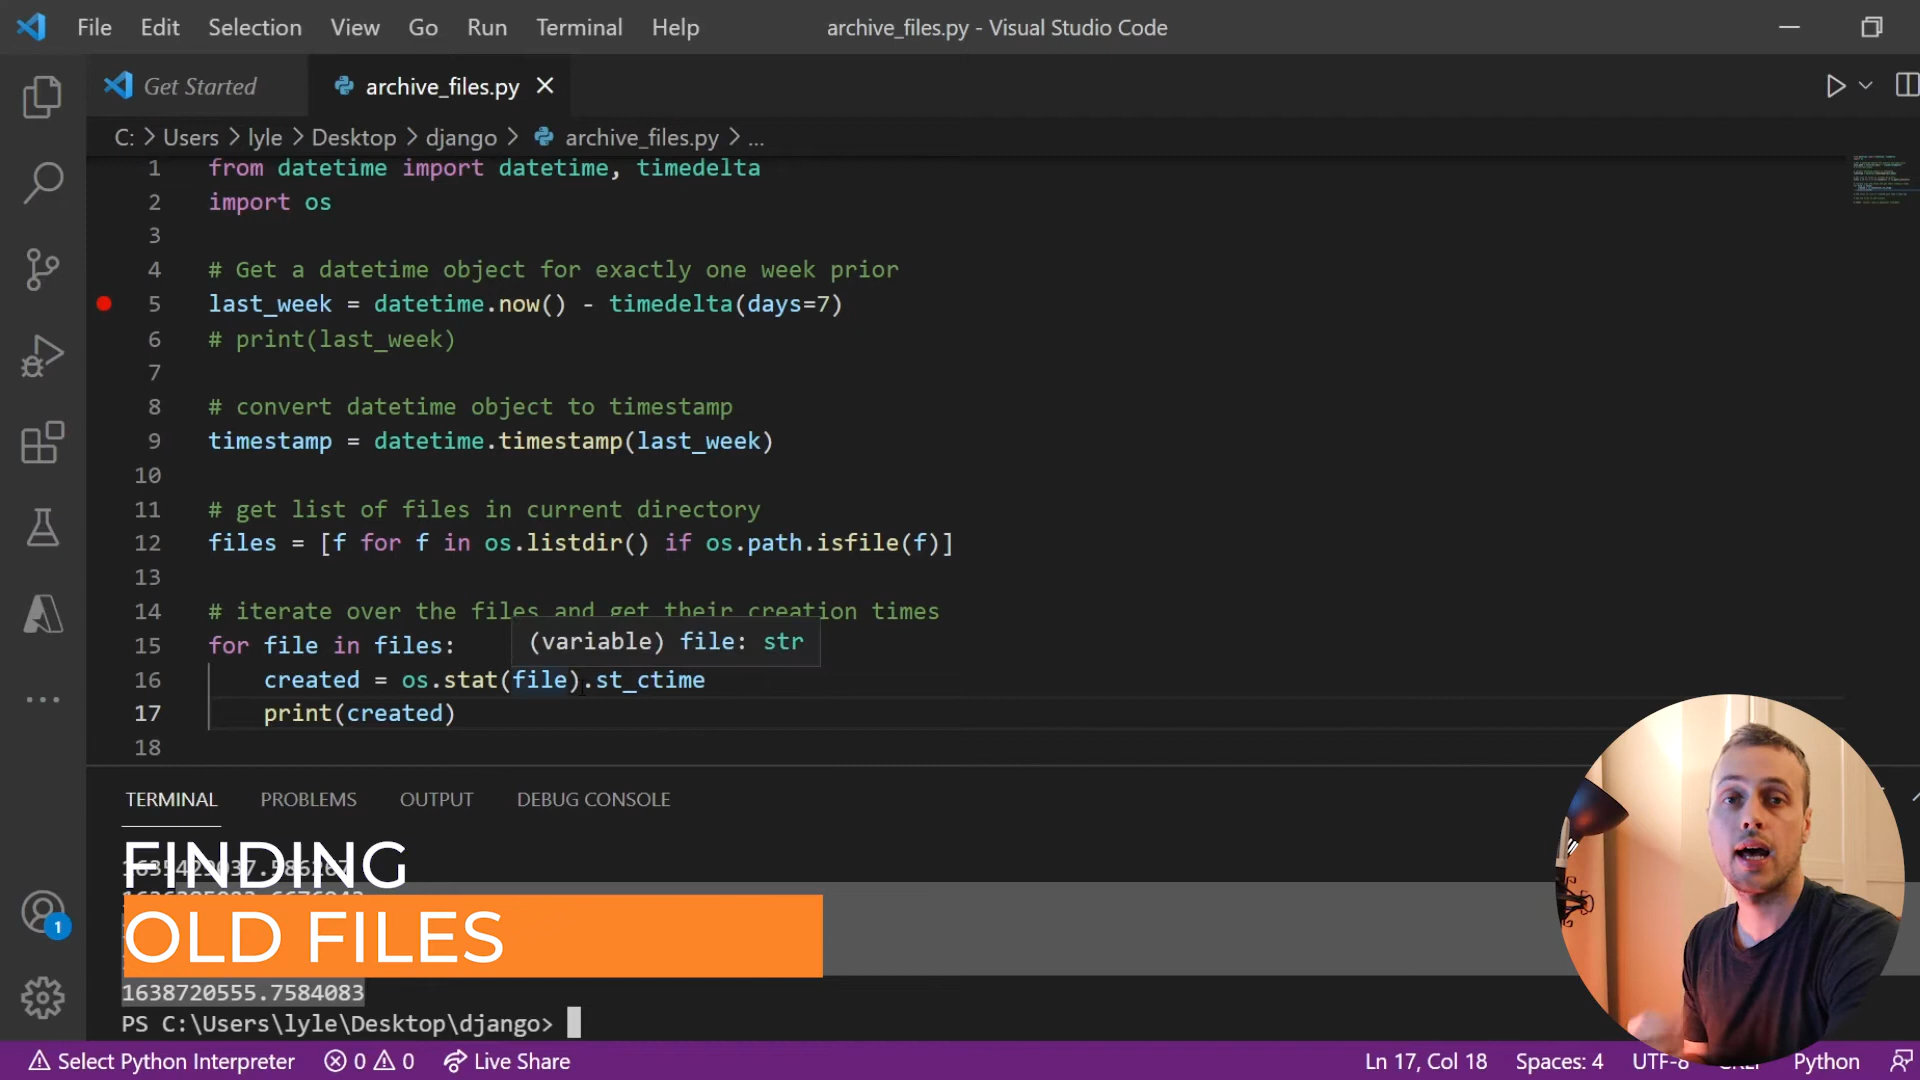 File Edit Selection View Go Run Terminal Help archive_files.py - Visual Studio Code
Get Started archive_files.py
C: > Users > lyle > Desktop > django > archive_files.py > ...
1 from datetime import datetime, timedelta
2 import os
3
4 # Get a datetime object for exactly one week prior
5 last_week = datetime.now() - timedelta(days=7)
6 # print(last_week)
7
8 # convert datetime object to timestamp
9 timestamp = datetime.timestamp(last_week)
10
11 # get list of files in current directory
12 files = [f for f in os.listdir() if os.path.isfile(f)]
13
14 # iterate over the files and get their creation times
15 for file in files:
(variable) file: str
16 created = os.stat(file).st_ctime
17 print(created)
18
TERMINAL PROBLEMS OUTPUT DEBUG CONSOLE
FINDING
OLD FILES
1638720555.7584083
PS C:\Users\lyle\Desktop\django>
1
Select Python Interpreter 0 0 Live Share Ln 17, Col 18 Spaces: 4 UTF-8 Python